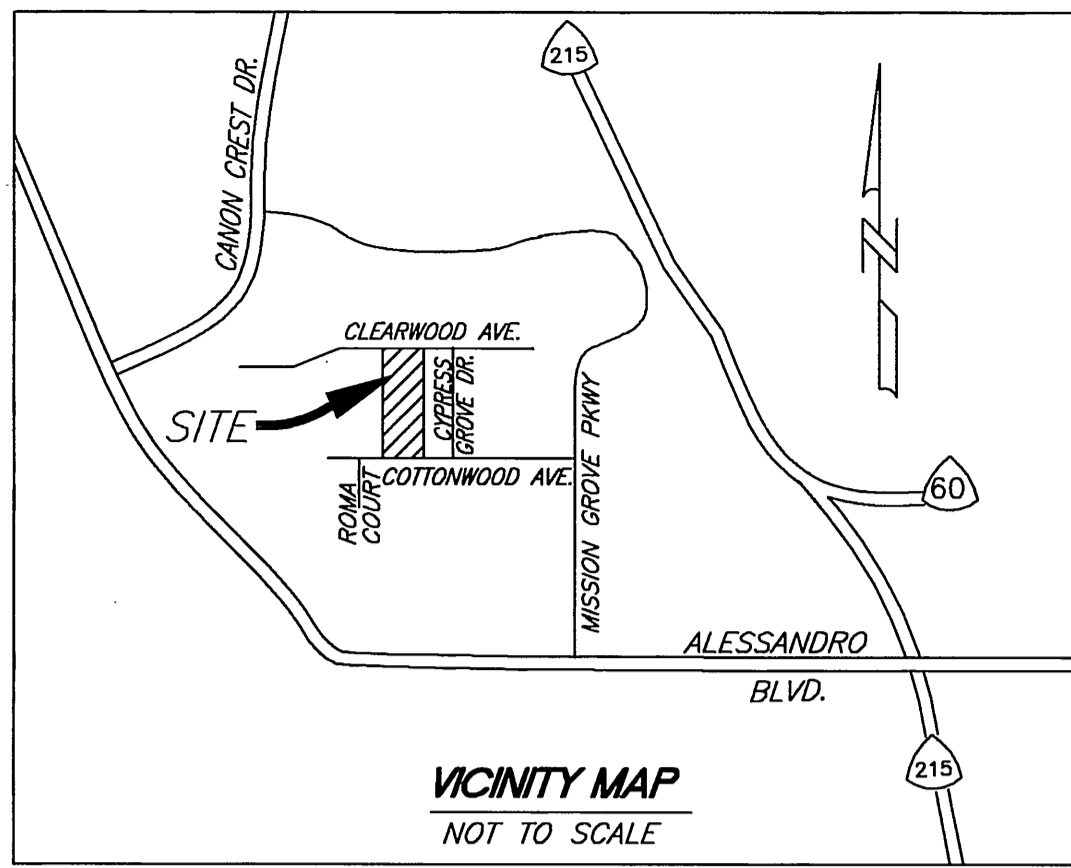 215
CANON CREST DR.
N
CLEARWOOD AVE.
CYPRESS
GROVE DR.
SITE
MISSION GROVE PKWY
COTTONWOOD AVE.
ROMA
COURT
60
ALESSANDRO
BLVD.
215
VICINITY MAP
NOT TO SCALE